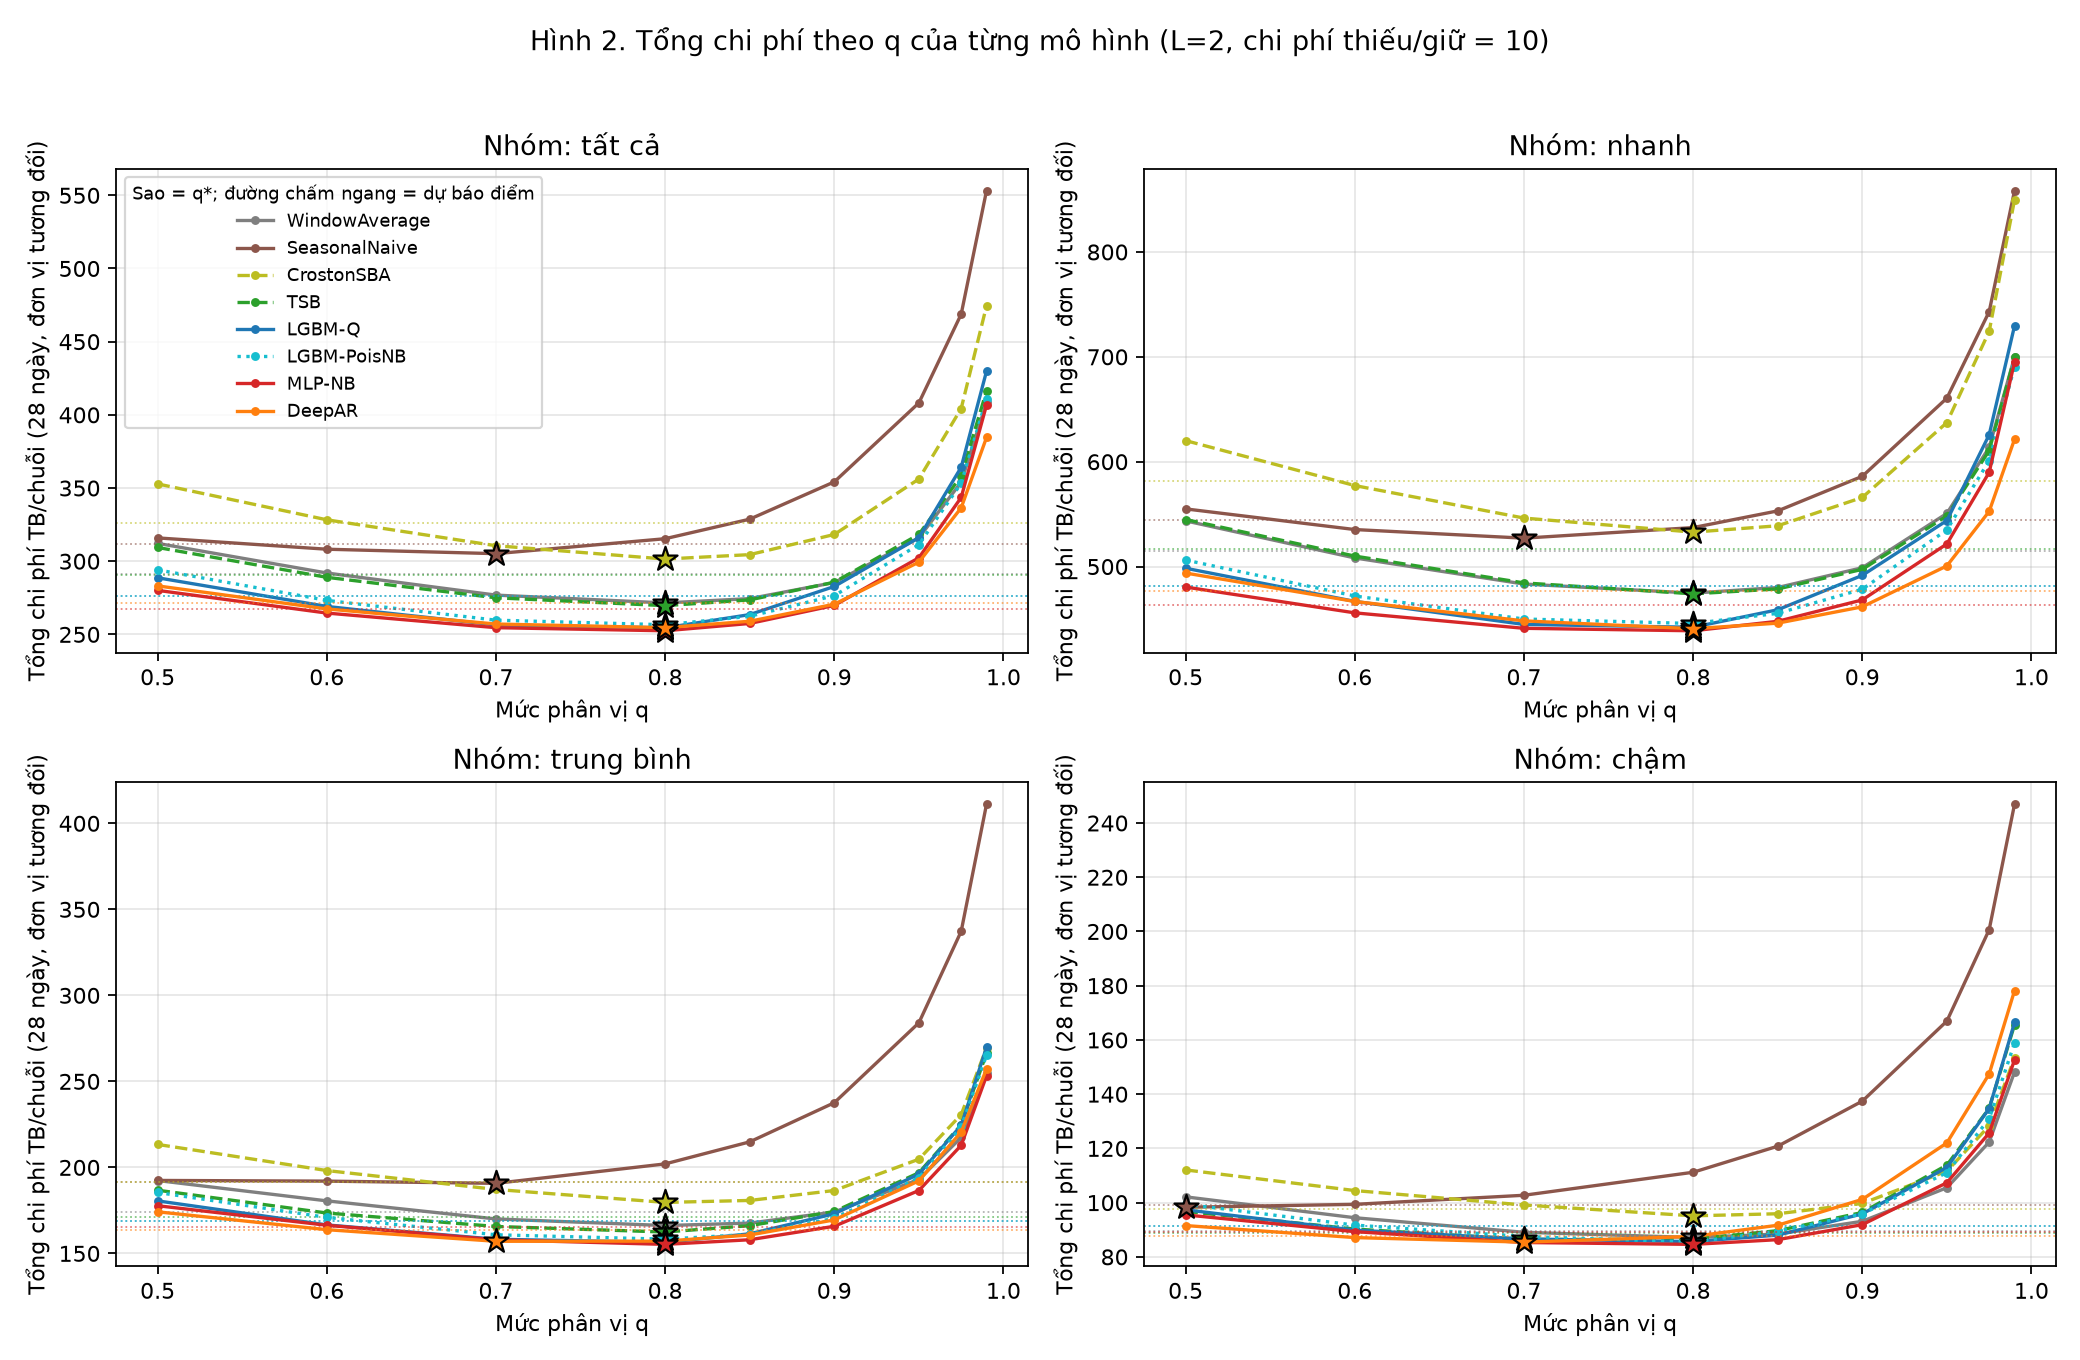 Hình 2. Tổng chi phí theo q của từng mô hình (L=2, chi phí thiếu/giữ = 10)
Nhóm: tất cả
Tổng chi phí TB/chuỗi (28 ngày, đơn vị tương đối)
550
500
450
400
350
300
250
Sao = q*; đường chấm ngang = dự báo điểm
WindowAverage
SeasonalNaive
CrostonSBA
TSB
LGBM-Q
LGBM-PoisNB
MLP-NB
DeepAR
0.5 0.6 0.7 0.8 0.9 1.0
Mức phân vị q
Nhóm: nhanh
Tổng chi phí TB/chuỗi (28 ngày, đơn vị tương đối)
800
700
600
500
0.5 0.6 0.7 0.8 0.9 1.0
Mức phân vị q
Nhóm: trung bình
Tổng chi phí TB/chuỗi (28 ngày, đơn vị tương đối)
400
350
300
250
200
150
0.5 0.6 0.7 0.8 0.9 1.0
Mức phân vị q
Nhóm: chậm
Tổng chi phí TB/chuỗi (28 ngày, đơn vị tương đối)
240
220
200
180
160
140
120
100
80
0.5 0.6 0.7 0.8 0.9 1.0
Mức phân vị q